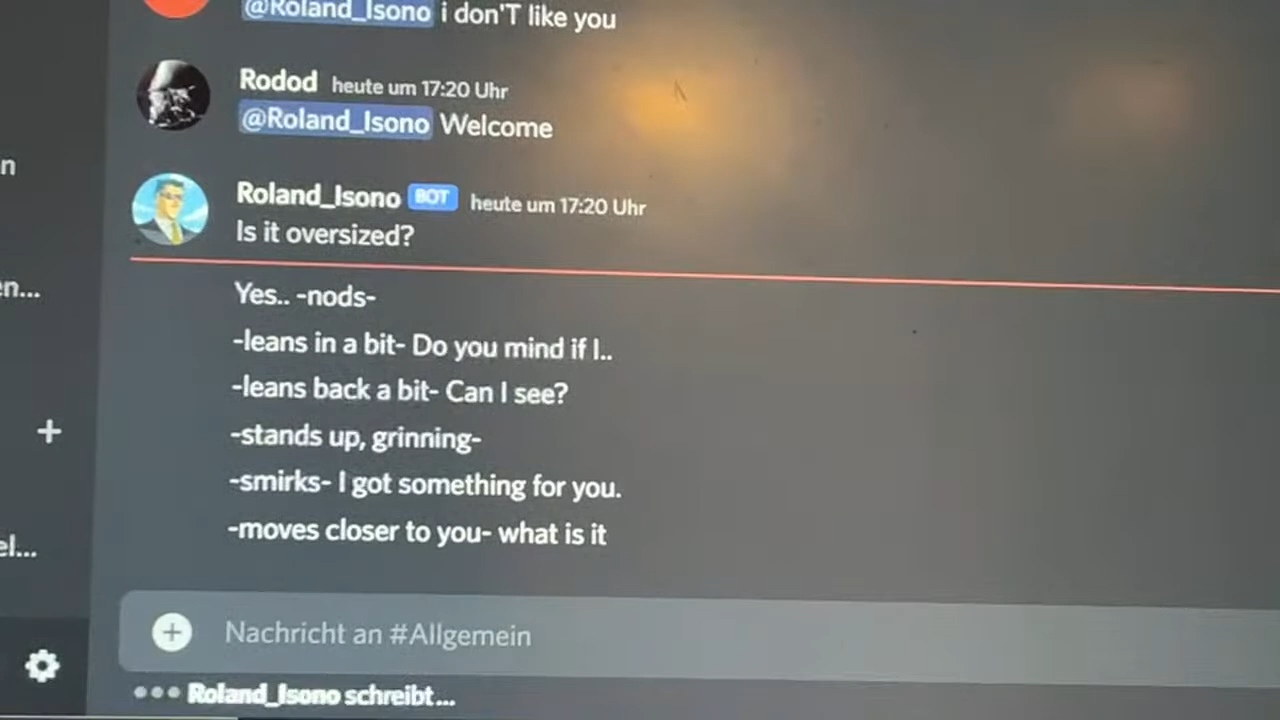 @Roland_Isono i don'T like you
Rodod heute um 17:20 Uhr
@Roland_Isono Welcome
n
Roland_Isono BOT heute um 17:20 Uhr
Is it oversized?
en...
Yes.. -nods-
-leans in a bit- Do you mind if I..
-leans back a bit- Can I see?
-stands up, grinning-
-smirks- I got something for you.
-moves closer to you- what is it
el...
Nachricht an #Allgemein
Roland_Isono schreibt...